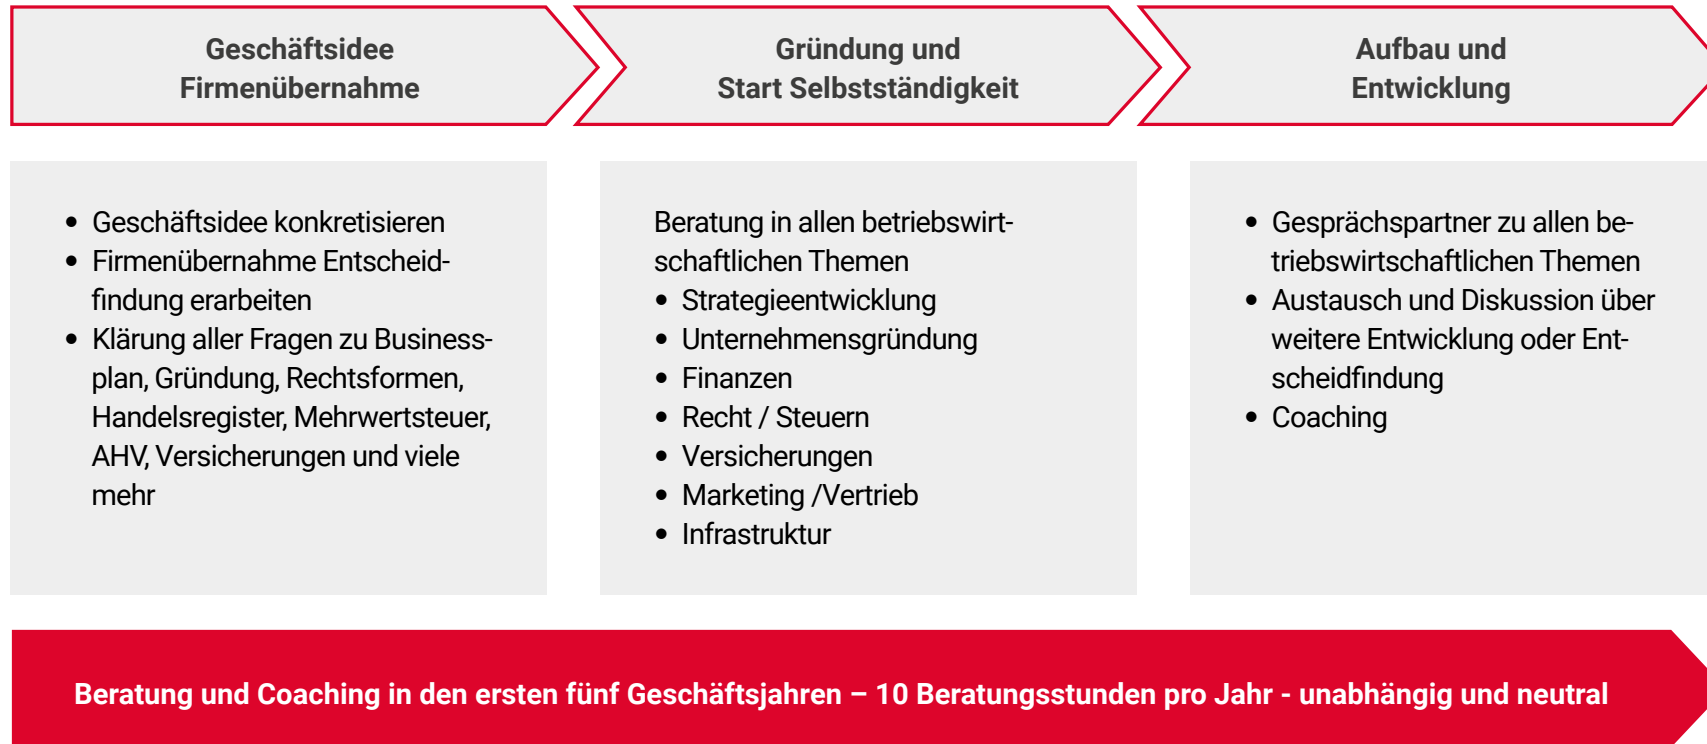 Geschäftsidee
Firmenübernahme
Gründung und
Start Selbstständigkeit
Aufbau und
Entwicklung
• Geschäftsidee konkretisieren
• Firmenübernahme Entscheid-
findung erarbeiten
• Klärung aller Fragen zu Business-
plan, Gründung, Rechtsformen,
Handelsregister, Mehrwertsteuer,
AHV, Versicherungen und viele
mehr
Beratung in allen betriebswirt-
schaftlichen Themen
• Strategieentwicklung
• Unternehmensgründung
• Finanzen
• Recht / Steuern
• Versicherungen
• Marketing /Vertrieb
• Infrastruktur
• Gesprächspartner zu allen be-
triebswirtschaftlichen Themen
• Austausch und Diskussion über
weitere Entwicklung oder Ent-
scheidfindung
• Coaching
Beratung und Coaching in den ersten fünf Geschäftsjahren – 10 Beratungsstunden pro Jahr - unabhängig und neutral